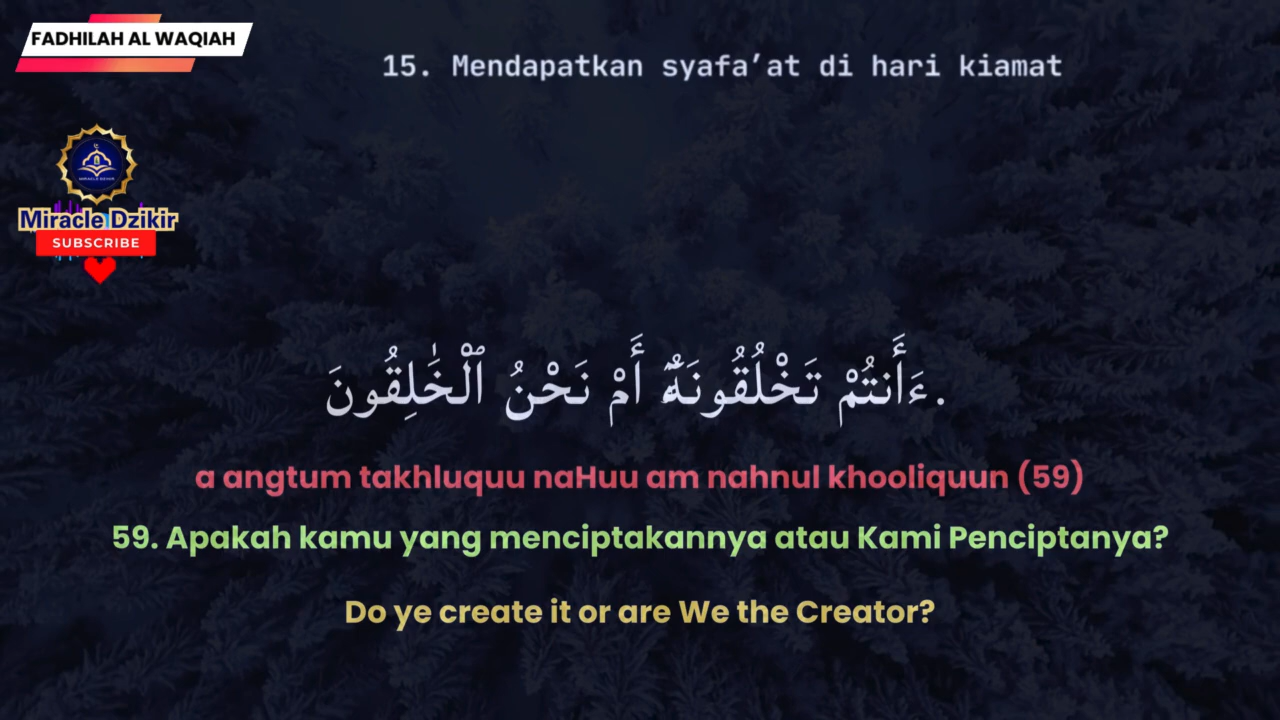 FADHILAH AL WAQIAH
15. Mendapatkan syafa’at di hari kiamat
MIRACLE DZIKIR
Miracle Dzikir
SUBSCRIBE
ءَأَنتُمْ تَخْلُقُونَهُۥٓ أَمْ نَحْنُ ٱلْخَٰلِقُونَ.
a angtum takhluquu naHuu am nahnul khooliquun (59)
59. Apakah kamu yang menciptakannya atau Kami Penciptanya?
Do ye create it or are We the Creator?